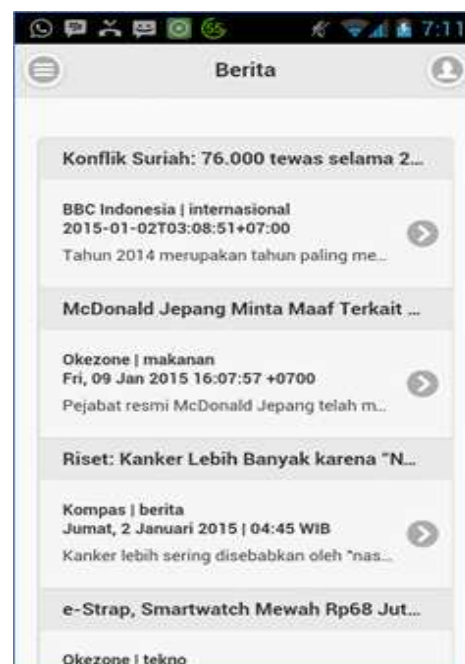 7:11
Berita
Konflik Suriah: 76.000 tewas selama 2...
BBC Indonesia | internasional
2015-01-02T03:08:51+07:00
Tahun 2014 merupakan tahun paling me...
McDonald Jepang Minta Maaf Terkait ...
Okezone | makanan
Fri, 09 Jan 2015 16:07:57 +0700
Pejabat resmi McDonald Jepang telah m...
Riset: Kanker Lebih Banyak karena "N...
Kompas | berita
Jumat, 2 Januari 2015 | 04:45 WIB
Kanker lebih sering disebabkan oleh "nas...
e-Strap, Smartwatch Mewah Rp68 Jut...
Okezone | tekno